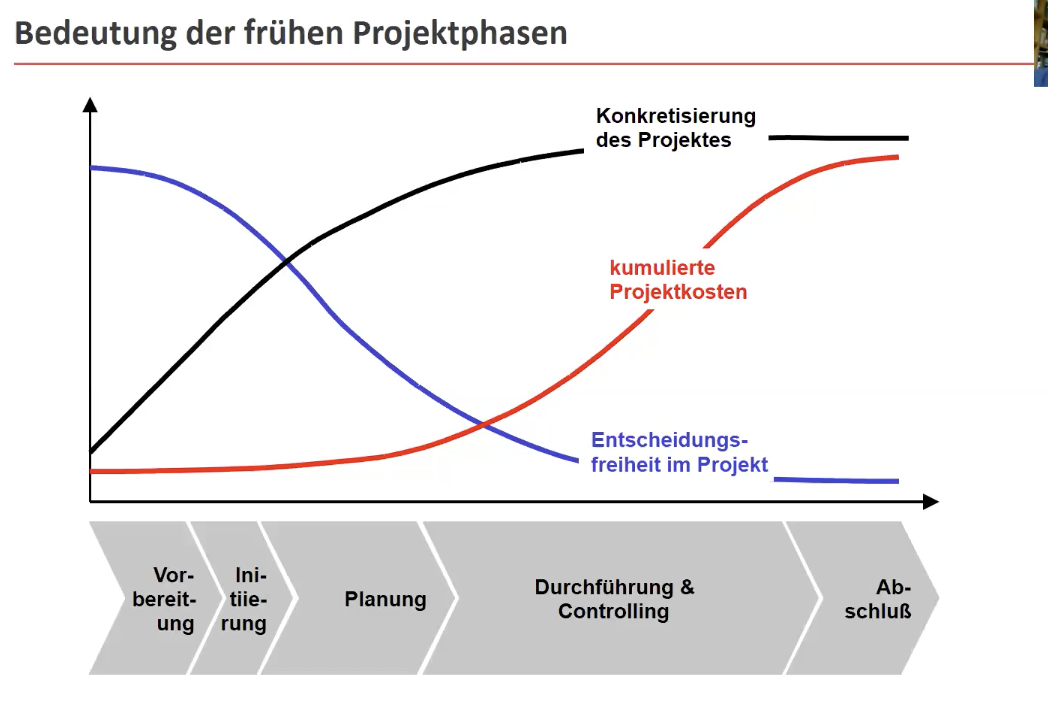 Bedeutung der frühen Projektphasen
Konkretisierung
des Projektes
kumulierte
Projektkosten
Entscheidungs-
freiheit im Projekt
Vor-
bereit-
ung
Ini-
tiie-
rung
Planung
Durchführung &
Controlling
Ab-
schluß